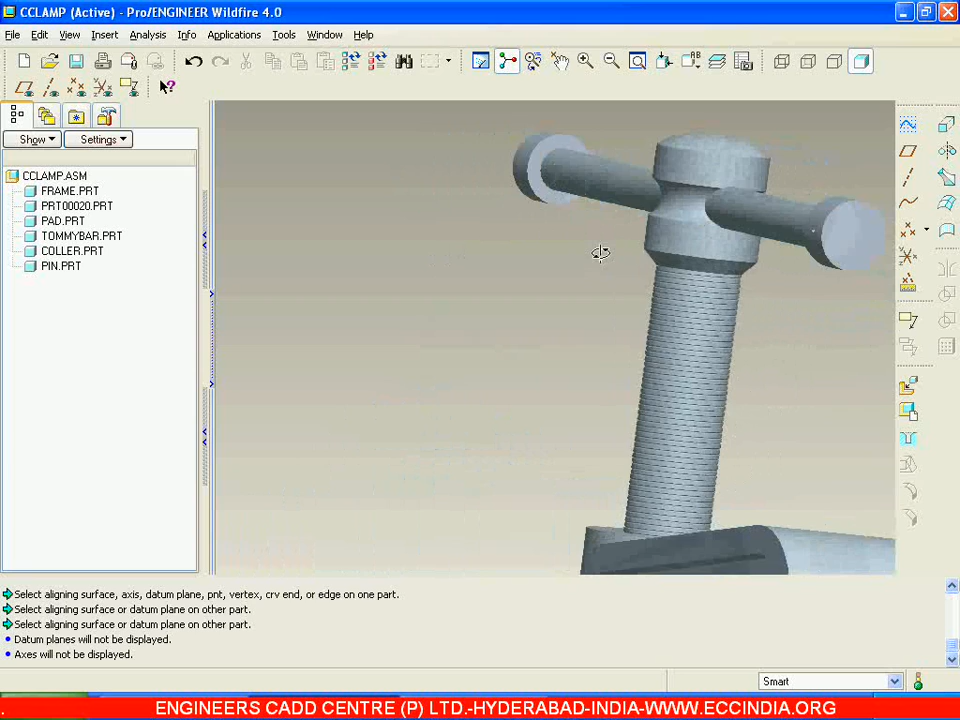 CCLAMP (Active) - Pro/ENGINEER Wildfire 4.0
File Edit View Insert Analysis Info Applications Tools Window Help
Show Settings
CCLAMP.ASM
FRAME.PRT
PRT00020.PRT
PAD.PRT
TOMMYBAR.PRT
COLLER.PRT
PIN.PRT
Select aligning surface, axis, datum plane, pnt, vertex, crv end, or edge on one part.
Select aligning surface or datum plane on other part.
Select aligning surface or datum plane on other part.
Datum planes will not be displayed.
Axes will not be displayed.
Smart
. ENGINEERS CADD CENTRE (P) LTD.-HYDERABAD-INDIA-WWW.ECCINDIA.ORG